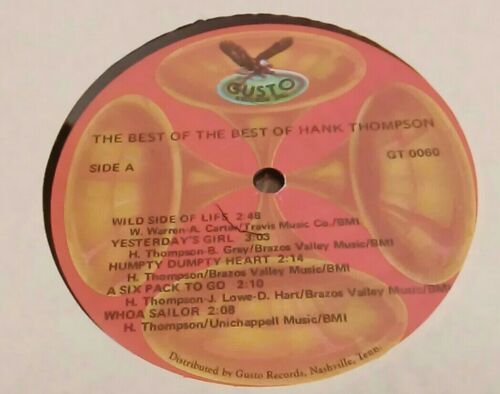 GUSTO
THE BEST OF THE BEST OF HANK THOMPSON
SIDE A
GT 0060
WILD SIDE OF LIFE 2:48
W. Warren-A. Carter/Travis Music Co./BMI
YESTERDAY'S GIRL 3:03
H. Thompson-B. Gray/Brazos Valley Music/BMI
HUMPTY DUMPTY HEART 2:14
H. Thompson/Brazos Valley Music/BMI
A SIX PACK TO GO 2:10
H. Thompson-J. Lowe-D. Hart/Brazos Valley Music/BMI
WHOA SAILOR 2:08
H. Thompson/Unichappell Music/BMI
Distributed by Gusto Records, Nashville, Tenn.